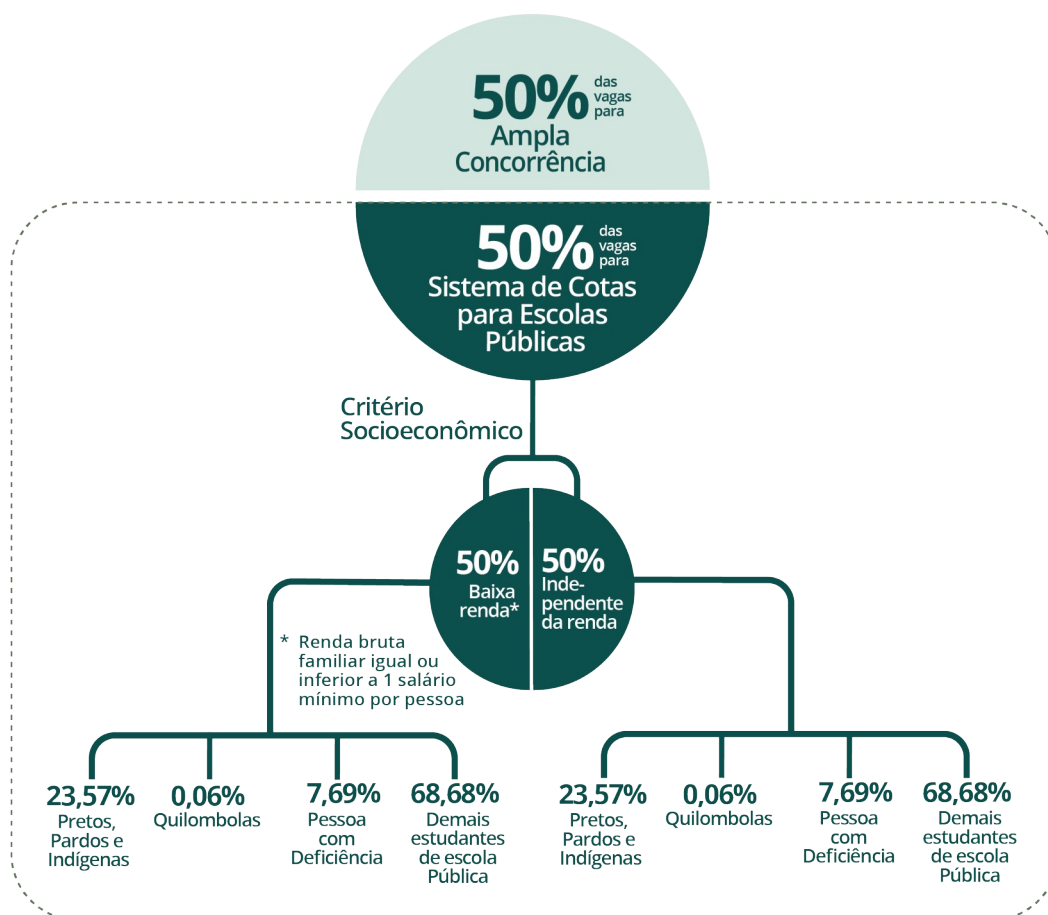 50% das
vagas
para
Ampla
Concorrência
50% das
vagas
para
Sistema de Cotas
para Escolas
Públicas
Critério
Socioeconômico
50%
Baixa
renda*
50%
Inde-
pendente
da renda
* Renda bruta
familiar igual ou
inferior a 1 salário
mínimo por pessoa
23,57%
Pretos,
Pardos e
Indígenas
0,06%
Quilombolas
7,69%
Pessoa
com
Deficiência
68,68%
Demais
estudantes
de escola
Pública
23,57%
Pretos,
Pardos e
Indígenas
0,06%
Quilombolas
7,69%
Pessoa
com
Deficiência
68,68%
Demais
estudantes
de escola
Pública